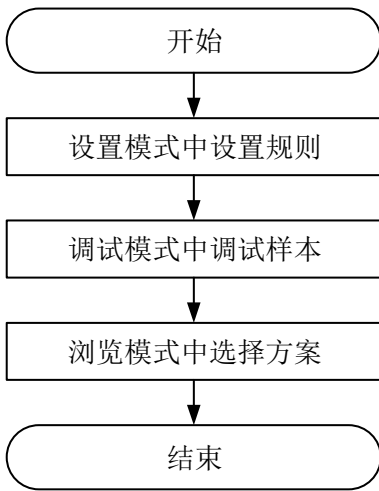 开始
设置模式中设置规则
调试模式中调试样本
浏览模式中选择方案
结束